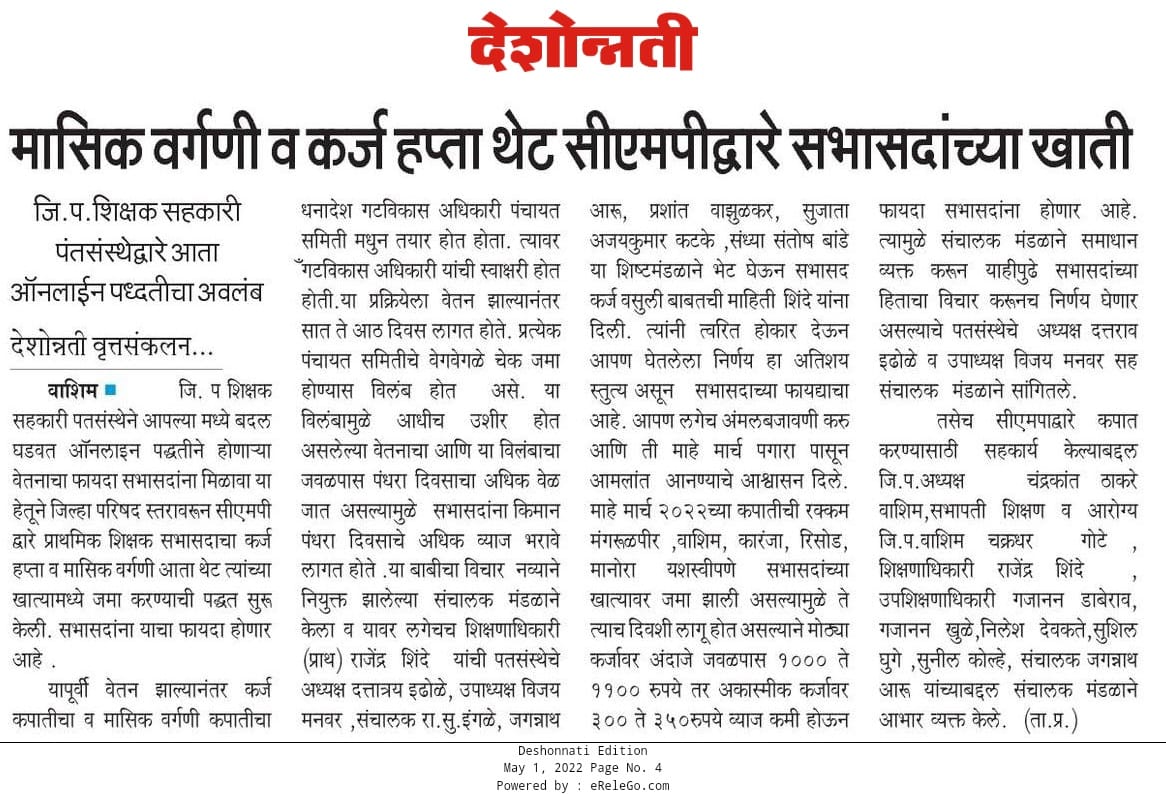 देशोन्नती
मासिक वर्गणी व कर्ज हप्ता थेट सीएमपीद्वारे सभासदांच्या खाती
जि.प.शिक्षक सहकारी
पंतसंस्थेद्वारे आता
ऑनलाईन पध्दतीचा अवलंब
देशोन्नती वृत्तसंकलन...
वाशिम ■ जि. प शिक्षक
सहकारी पतसंस्थेने आपल्या मध्ये बदल
घडवत ऑनलाइन पद्धतीने होणाऱ्या
वेतनाचा फायदा सभासदांना मिळावा या
हेतूने जिल्हा परिषद स्तरावरून सीएमपी
द्वारे प्राथमिक शिक्षक सभासदाचा कर्ज
हप्ता व मासिक वर्गणी आता थेट त्यांच्या
खात्यामध्ये जमा करण्याची पद्धत सुरू
केली. सभासदांना याचा फायदा होणार
आहे .
यापूर्वी वेतन झाल्यानंतर कर्ज
कपातीचा व मासिक वर्गणी कपातीचा
धनादेश गटविकास अधिकारी पंचायत
समिती मधुन तयार होत होता. त्यावर
ँगटविकास अधिकारी यांची स्वाक्षरी होत
होती.या प्रक्रियेला वेतन झाल्यानंतर
सात ते आठ दिवस लागत होते. प्रत्येक
पंचायत समितीचे वेगवेगळे चेक जमा
होण्यास विलंब होत असे. या
विलंबामुळे आधीच उशीर होत
असलेल्या वेतनाचा आणि या विलंबाचा
जवळपास पंधरा दिवसाचा अधिक वेळ
जात असल्यामुळे सभासदांना किमान
पंधरा दिवसाचे अधिक व्याज भरावे
लागत होते .या बाबीचा विचार नव्याने
नियुक्त झालेल्या संचालक मंडळाने
केला व यावर लगेचच शिक्षणाधिकारी
(प्राथ) राजेंद्र शिंदे यांची पतसंस्थेचे
अध्यक्ष दत्तात्रय इढोळे, उपाध्यक्ष विजय
मनवर ,संचालक रा.सु.इंगळे, जगन्नाथ
आरू, प्रशांत वाझुळकर, सुजाता
अजयकुमार कटके ,संध्या संतोष बांडे
या शिष्टमंडळाने भेट घेऊन सभासद
कर्ज वसुली बाबतची माहिती शिंदे यांना
दिली. त्यांनी त्वरित होकार देऊन
आपण घेतलेला निर्णय हा अतिशय
स्तुत्य असून सभासदाच्या फायद्याचा
आहे. आपण लगेच अंमलबजावणी करु
आणि ती माहे मार्च पगारा पासून
आमलांत आनण्याचे आश्वासन दिले.
माहे मार्च २०२२च्या कपातीची रक्कम
मंगरूळपीर ,वाशिम, कारंजा, रिसोड,
मानोरा यशस्वीपणे सभासदांच्या
खात्यावर जमा झाली असल्यामुळे ते
त्याच दिवशी लागू होत असल्याने मोठ्या
कर्जावर अंदाजे जवळपास १००० ते
११०० रुपये तर अकास्मीक कर्जावर
३०० ते ३५०रुपये व्याज कमी होऊन
फायदा सभासदांना होणार आहे.
त्यामुळे संचालक मंडळाने समाधान
व्यक्त करून याहीपुढे सभासदांच्या
हिताचा विचार करूनच निर्णय घेणार
असल्याचे पतसंस्थेचे अध्यक्ष दत्तराव
इढोळे व उपाध्यक्ष विजय मनवर सह
संचालक मंडळाने सांगितले.
तसेच सीएमपाद्वारे कपात
करण्यासाठी सहकार्य केल्याबद्दल
जि.प.अध्यक्ष चंद्रकांत ठाकरे
वाशिम,सभापती शिक्षण व आरोग्य
जि.प.वाशिम चक्रधर गोटे ,
शिक्षणाधिकारी राजेंद्र शिंदे ,
उपशिक्षणाधिकारी गजानन डाबेराव,
गजानन खुळे,निलेश देवकते,सुशिल
घुगे ,सुनील कोल्हे, संचालक जगन्नाथ
आरू यांच्याबद्दल संचालक मंडळाने
आभार व्यक्त केले. (ता.प्र.)
Deshonnati Edition
May 1, 2022 Page No. 4
Powered by : eReleGo.com